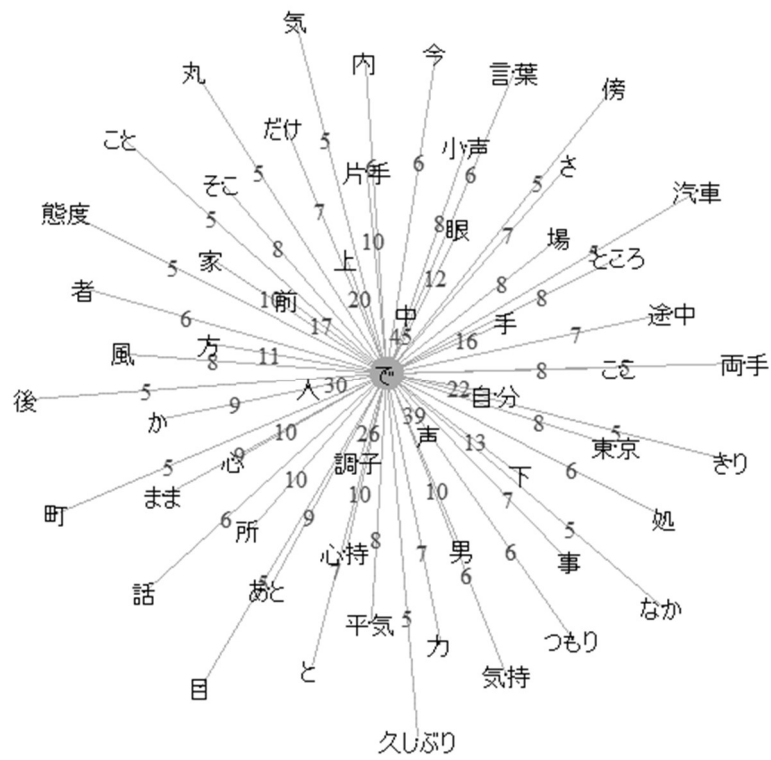 気
今
内
丸
言葉
傍
だけ
こと
小声
5
さ
6
6
片手
5
6
5
そこ
汽車
7
態度
5
8
7
眼
場
8
10
5
ところ
家
上
5
12
者
8
10
前
20
8
中
手
途中
6
17
45
16
7
風
方
8
11
両手
で
8
ここ
5
後
5
人
30
22
自分
か
9
39
8
5
10
26
声
13
東京
心
9
調子
きり
町
5
まま
10
10
10
下
6
6
所
9
7
処
5
8
心持
7
7
男
6
事
話
5
あと
6
5
平気
力
つもり
なか
目
と
気持
久しぶり